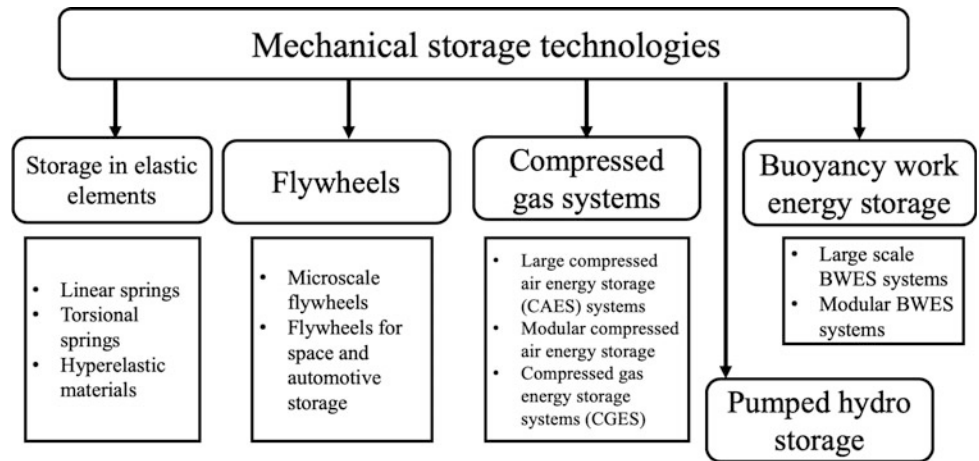 Mechanical storage technologies
Storage in elastic
elements
• Linear springs
• Torsional
springs
• Hyperelastic
materials
Flywheels
• Microscale
flywheels
• Flywheels for
space and
automotive
storage
Compressed
gas systems
• Large compressed
air energy storage
(CAES) systems
• Modular compressed
air energy storage
• Compressed gas
energy storage
systems (CGES)
Pumped hydro
storage
Buoyancy work
energy storage
• Large scale
BWES systems
• Modular BWES
systems